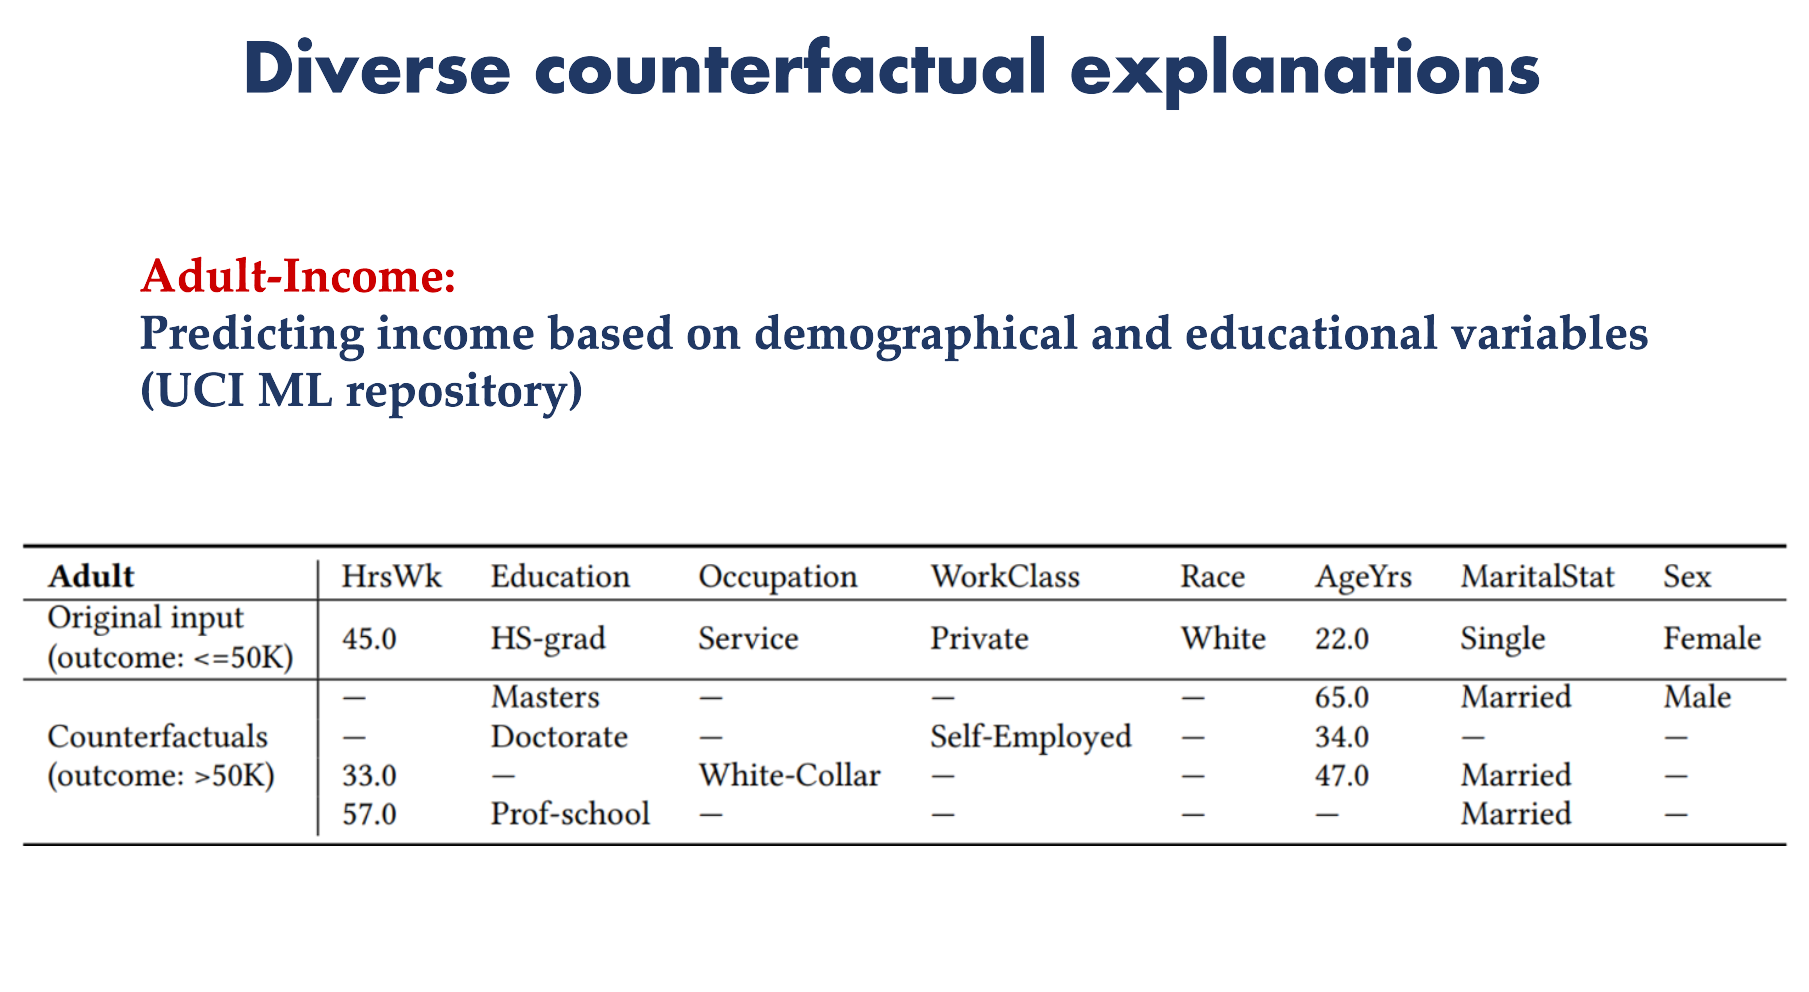 Diverse counterfactual explanations
Adult-Income:
Predicting income based on demographical and educational variables
(UCI ML repository)
Adult HrsWk Education Occupation WorkClass Race AgeYrs MaritalStat Sex
Original input
(outcome: <=50K) 45.0 HS-grad Service Private White 22.0 Single Female
— Masters — — — 65.0 Married Male
Counterfactuals — Doctorate — Self-Employed — 34.0 — —
(outcome: >50K) 33.0 — White-Collar — — 47.0 Married —
57.0 Prof-school — — — — Married —